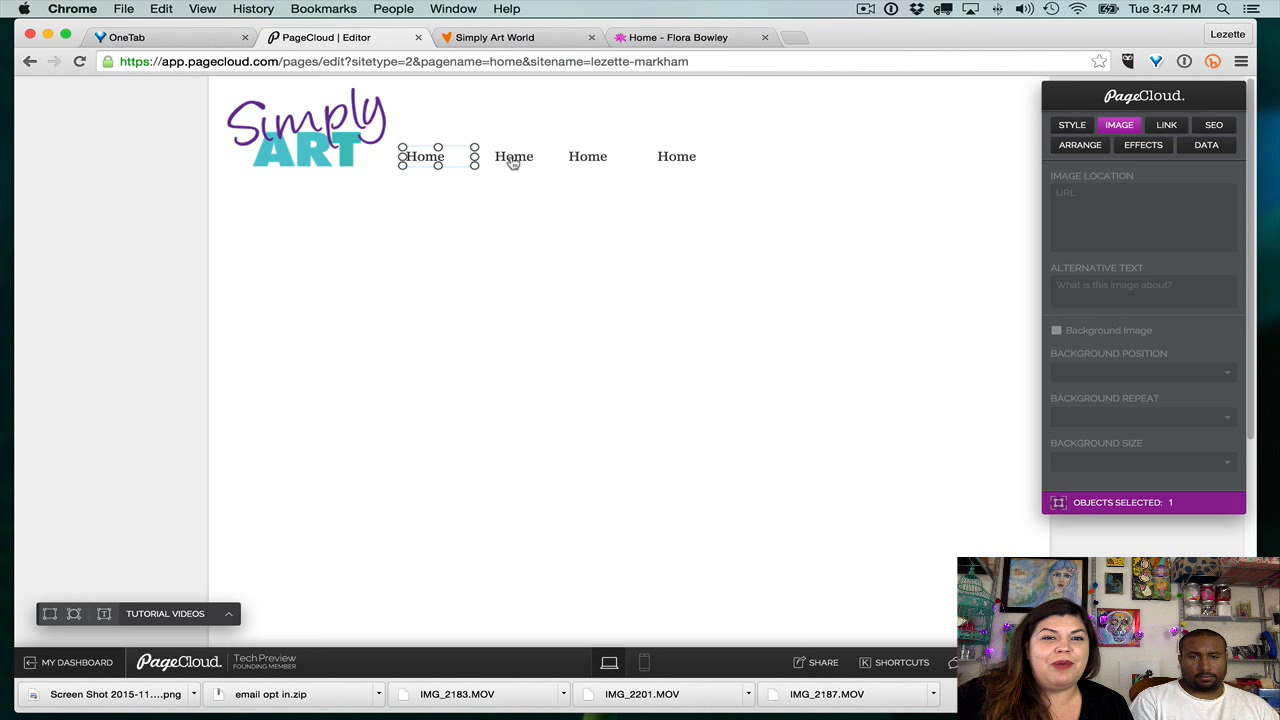 Chrome File Edit View History Bookmarks People Window Help Tue 3:47 PM
OneTab
PageCloud | Editor
Simply Art World
Home - Flora Bowley
Lezette
https://app.pagecloud.com/pages/edit?sitetype=2&pagename=home&sitename=lezette-markham
Simply
ART
Home Home Home Home
PageCloud.
STYLE IMAGE LINK SEO
ARRANGE EFFECTS DATA
IMAGE LOCATION
URL
ALTERNATIVE TEXT
What is this image about?
Background Image
BACKGROUND POSITION
BACKGROUND REPEAT
BACKGROUND SIZE
OBJECTS SELECTED: 1
T TUTORIAL VIDEOS
MY DASHBOARD PageCloud. Tech Preview
FOUNDING MEMBER
SHARE K SHORTCUTS
Screen Shot 2015-11....png email opt in.zip IMG_2183.MOV IMG_2201.MOV IMG_2187.MOV